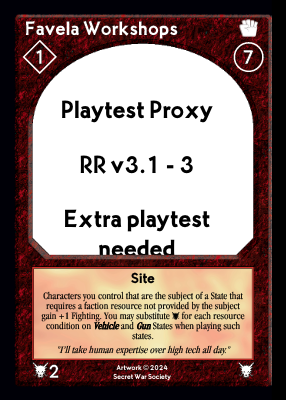 Favela Workshops
1
7
Playtest Proxy
RR v3.1 - 3
Extra playtest
needed
Site
Characters you control that are the subject of a State that
requires a faction resource not provided by the subject
gain +1 Fighting. You may substitute for each resource
condition on Vehicle and Gun States when playing such
states.
"I'll take human expertise over high tech all day."
2
Artwork © 2024
Secret War Society